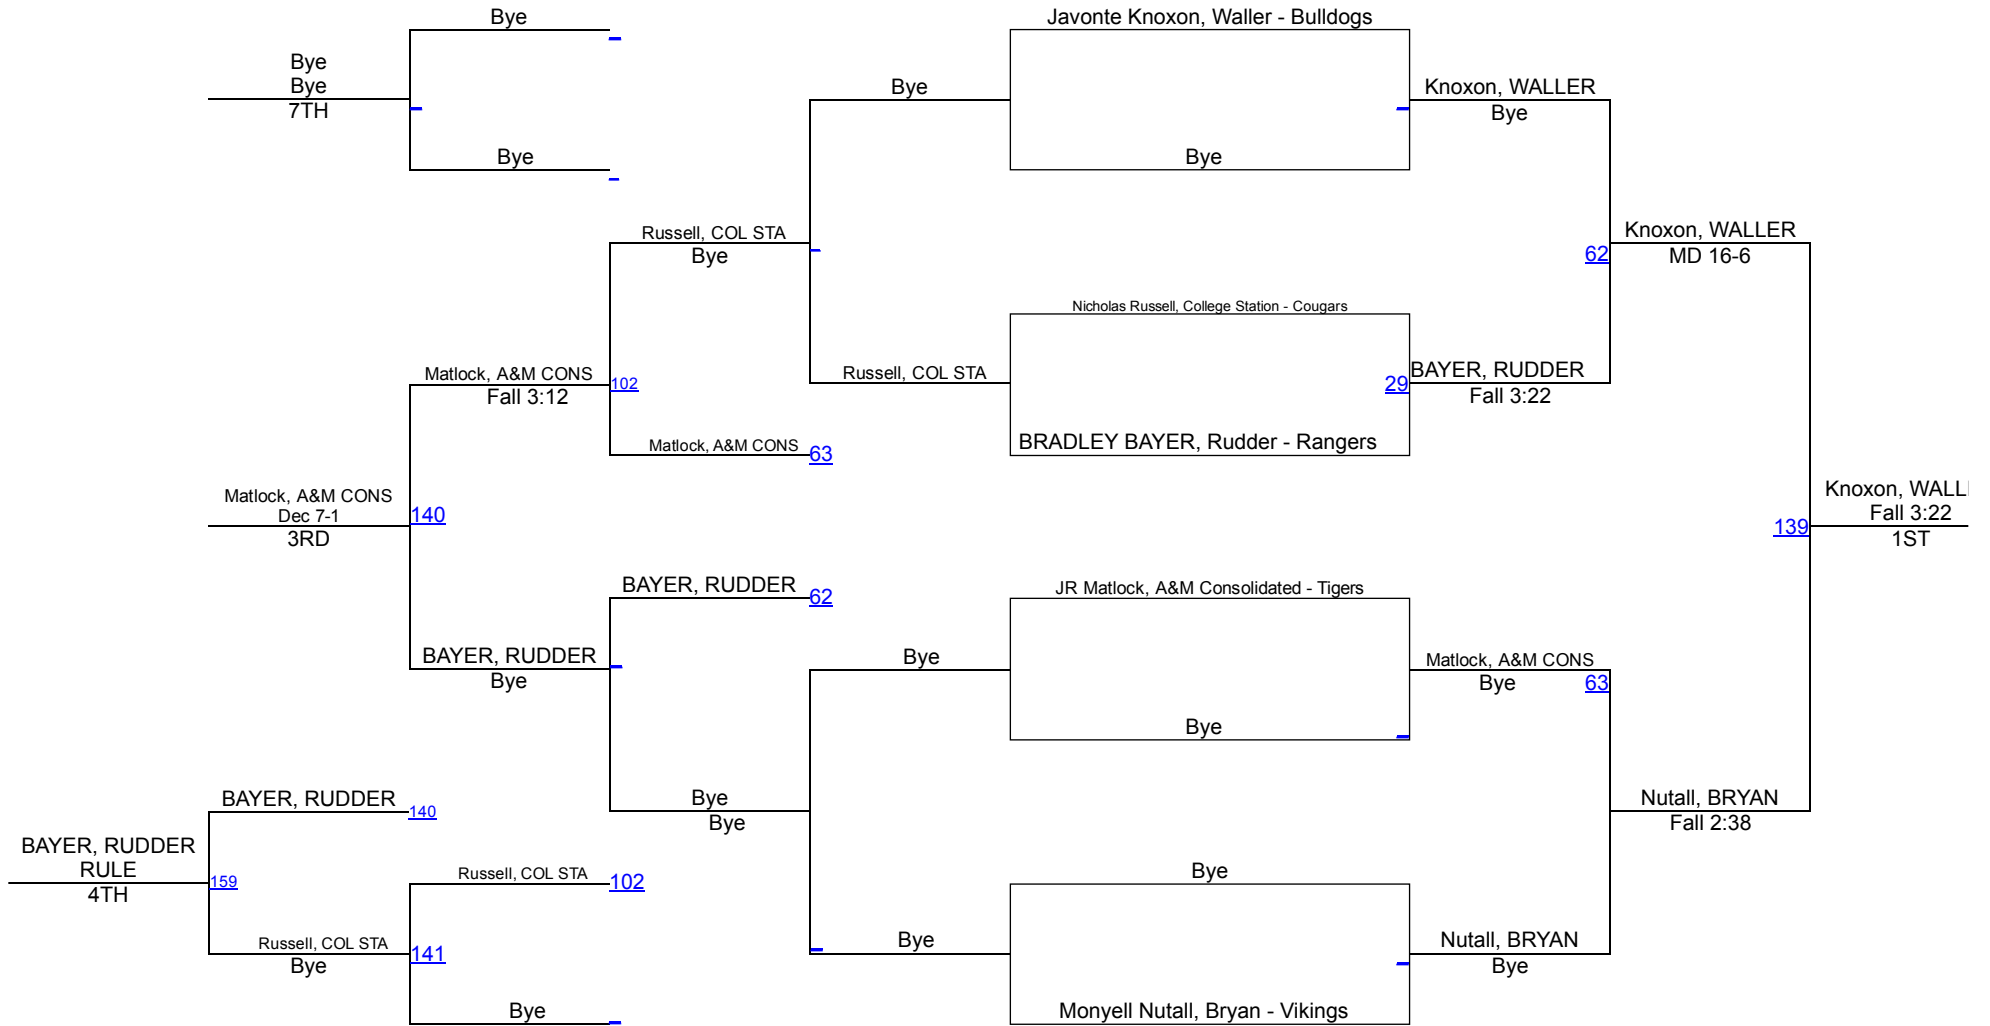 Bye
Javonte Knoxon, Waller - Bulldogs
Bye
Bye
7TH
Bye
Knoxon, WALLER
Bye
Bye
Bye
Russell, COL STA
Bye
Knoxon, WALLER
62
MD 16-6
Nicholas Russell, College Station - Cougars
Matlock, A&M CONS
102
Fall 3:12
Russell, COL STA
29
BAYER, RUDDER
Fall 3:22
Matlock, A&M CONS
63
BRADLEY BAYER, Rudder - Rangers
Matlock, A&M CONS
Dec 7-1
140
3RD
Knoxon, WALL
Fall 3:22
139
1ST
BAYER, RUDDER
62
JR Matlock, A&M Consolidated - Tigers
BAYER, RUDDER
Bye
Bye
Matlock, A&M CONS
Bye
63
Bye
BAYER, RUDDER
140
Bye
Bye
Nutall, BRYAN
Fall 2:38
BAYER, RUDDER
RULE
159
4TH
Russell, COL STA
102
Bye
Russell, COL STA
141
Bye
Bye
Nutall, BRYAN
Bye
Bye
Monyell Nutall, Bryan - Vikings